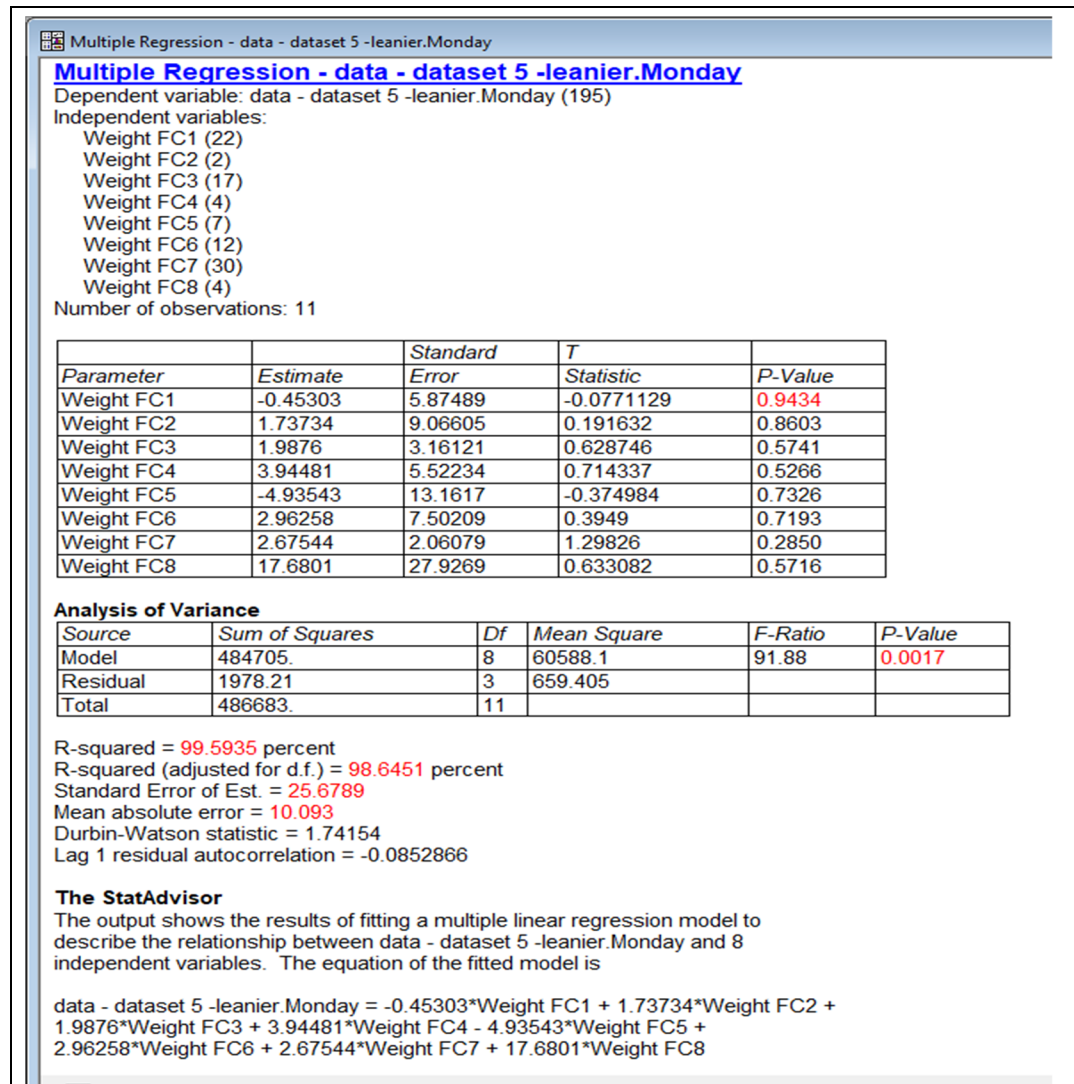 Multiple Regression - data - dataset 5 -leanier.Monday
Multiple Regression - data - dataset 5 -leanier.Monday
Dependent variable: data - dataset 5 -leanier.Monday (195)
Independent variables:
Weight FC1 (22)
Weight FC2 (2)
Weight FC3 (17)
Weight FC4 (4)
Weight FC5 (7)
Weight FC6 (12)
Weight FC7 (30)
Weight FC8 (4)
Number of observations: 11
Standard T
Parameter Estimate Error Statistic P-Value
Weight FC1 -0.45303 5.87489 -0.0771129 0.9434
Weight FC2 1.73734 9.06605 0.191632 0.8603
Weight FC3 1.9876 3.16121 0.628746 0.5741
Weight FC4 3.94481 5.52234 0.714337 0.5266
Weight FC5 -4.93543 13.1617 -0.374984 0.7326
Weight FC6 2.96258 7.50209 0.3949 0.7193
Weight FC7 2.67544 2.06079 1.29826 0.2850
Weight FC8 17.6801 27.9269 0.633082 0.5716
Analysis of Variance
Source Sum of Squares Df Mean Square F-Ratio P-Value
Model 484705. 8 60588.1 91.88 0.0017
Residual 1978.21 3 659.405
Total 486683. 11
R-squared = 99.5935 percent
R-squared (adjusted for d.f.) = 98.6451 percent
Standard Error of Est. = 25.6789
Mean absolute error = 10.093
Durbin-Watson statistic = 1.74154
Lag 1 residual autocorrelation = -0.0852866
The StatAdvisor
The output shows the results of fitting a multiple linear regression model to
describe the relationship between data - dataset 5 -leanier.Monday and 8
independent variables. The equation of the fitted model is
data - dataset 5 -leanier.Monday = -0.45303*Weight FC1 + 1.73734*Weight FC2 +
1.9876*Weight FC3 + 3.94481*Weight FC4 - 4.93543*Weight FC5 +
2.96258*Weight FC6 + 2.67544*Weight FC7 + 17.6801*Weight FC8